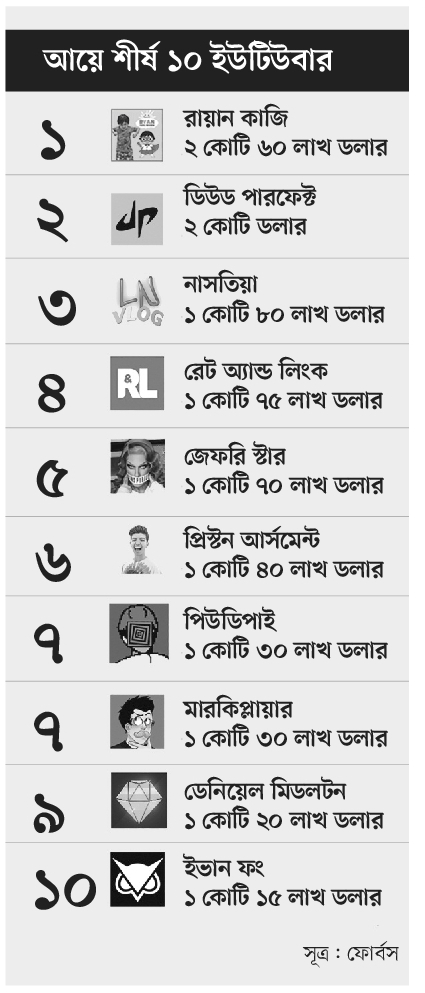 আয়ে শীর্ষ ১০ ইউটিউবার
১
রায়ান কাজি
২ কোটি ৬০ লাখ ডলার
২
dp
ডিউড পারফেক্ট
২ কোটি ডলার
৩
LN
VLOG
নাসতিয়া
১ কোটি ৮০ লাখ ডলার
৪
R&L
রেট অ্যান্ড লিংক
১ কোটি ৭৫ লাখ ডলার
৫
জেফরি স্টার
১ কোটি ৭০ লাখ ডলার
৬
প্রিস্টন আর্সমেন্ট
১ কোটি ৪০ লাখ ডলার
৭
পিউডিপাই
১ কোটি ৩০ লাখ ডলার
৭
মারকিপ্লায়ার
১ কোটি ৩০ লাখ ডলার
৯
ডেনিয়েল মিডলটন
১ কোটি ২০ লাখ ডলার
১০
ইভান ফং
১ কোটি ১৫ লাখ ডলার
সূত্র : ফোর্বস